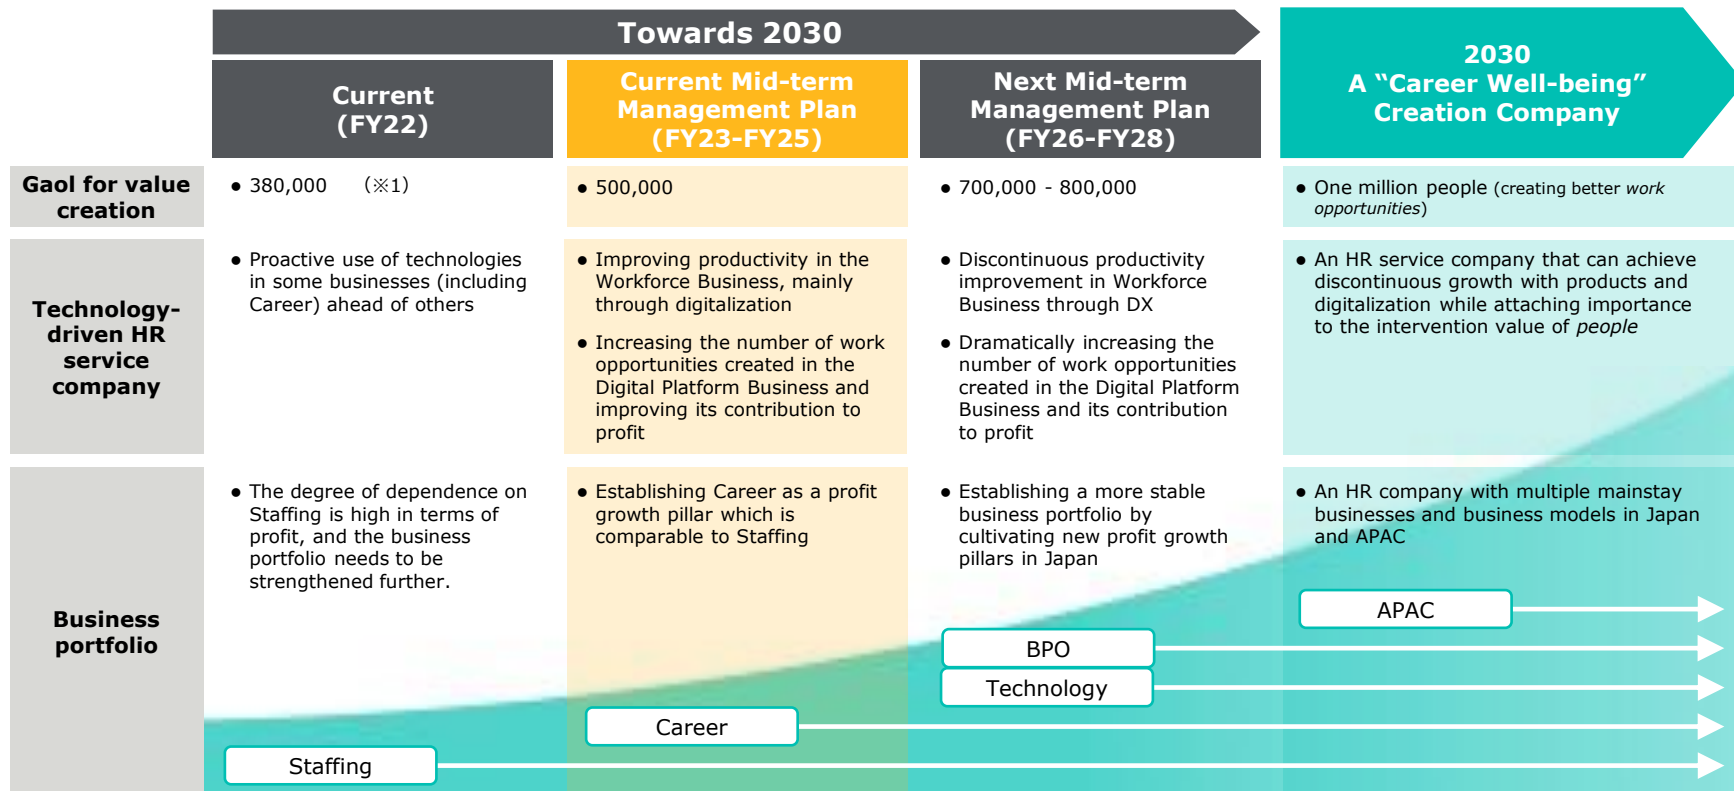 Towards 2030
2030
A “Career Well-being”
Creation Company
Current
(FY22)
Current Mid-term
Management Plan
(FY23-FY25)
Next Mid-term
Management Plan
(FY26-FY28)
Gaol for value
creation
● 380,000 (※1)
● 500,000
● 700,000 - 800,000
● One million people (creating better work
opportunities)
Technology-
driven HR
service
company
● Proactive use of technologies
in some businesses (including
Career) ahead of others
● Improving productivity in the
Workforce Business, mainly
through digitalization
● Increasing the number of work
opportunities created in the
Digital Platform Business and
improving its contribution to
profit
● Discontinuous productivity
improvement in Workforce
Business through DX
● Dramatically increasing the
number of work opportunities
created in the Digital Platform
Business and its contribution
to profit
● An HR service company that can achieve
discontinuous growth with products and
digitalization while attaching importance
to the intervention value of people
Business
portfolio
● The degree of dependence on
Staffing is high in terms of
profit, and the business
portfolio needs to be
strengthened further.
● Establishing Career as a profit
growth pillar which is
comparable to Staffing
● Establishing a more stable
business portfolio by
cultivating new profit growth
pillars in Japan
● An HR company with multiple mainstay
businesses and business models in Japan
and APAC
APAC
BPO
Technology
Career
Staffing